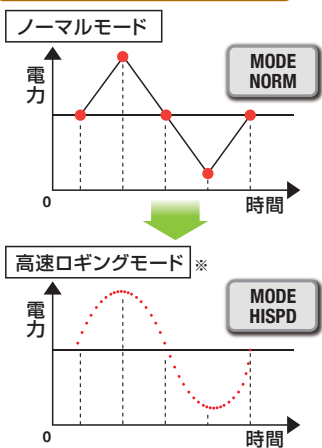 ノーマルモード
電力
MODE
NORM
0
時間
高速ロギングモード ※
電力
MODE
HISPD
0
時間